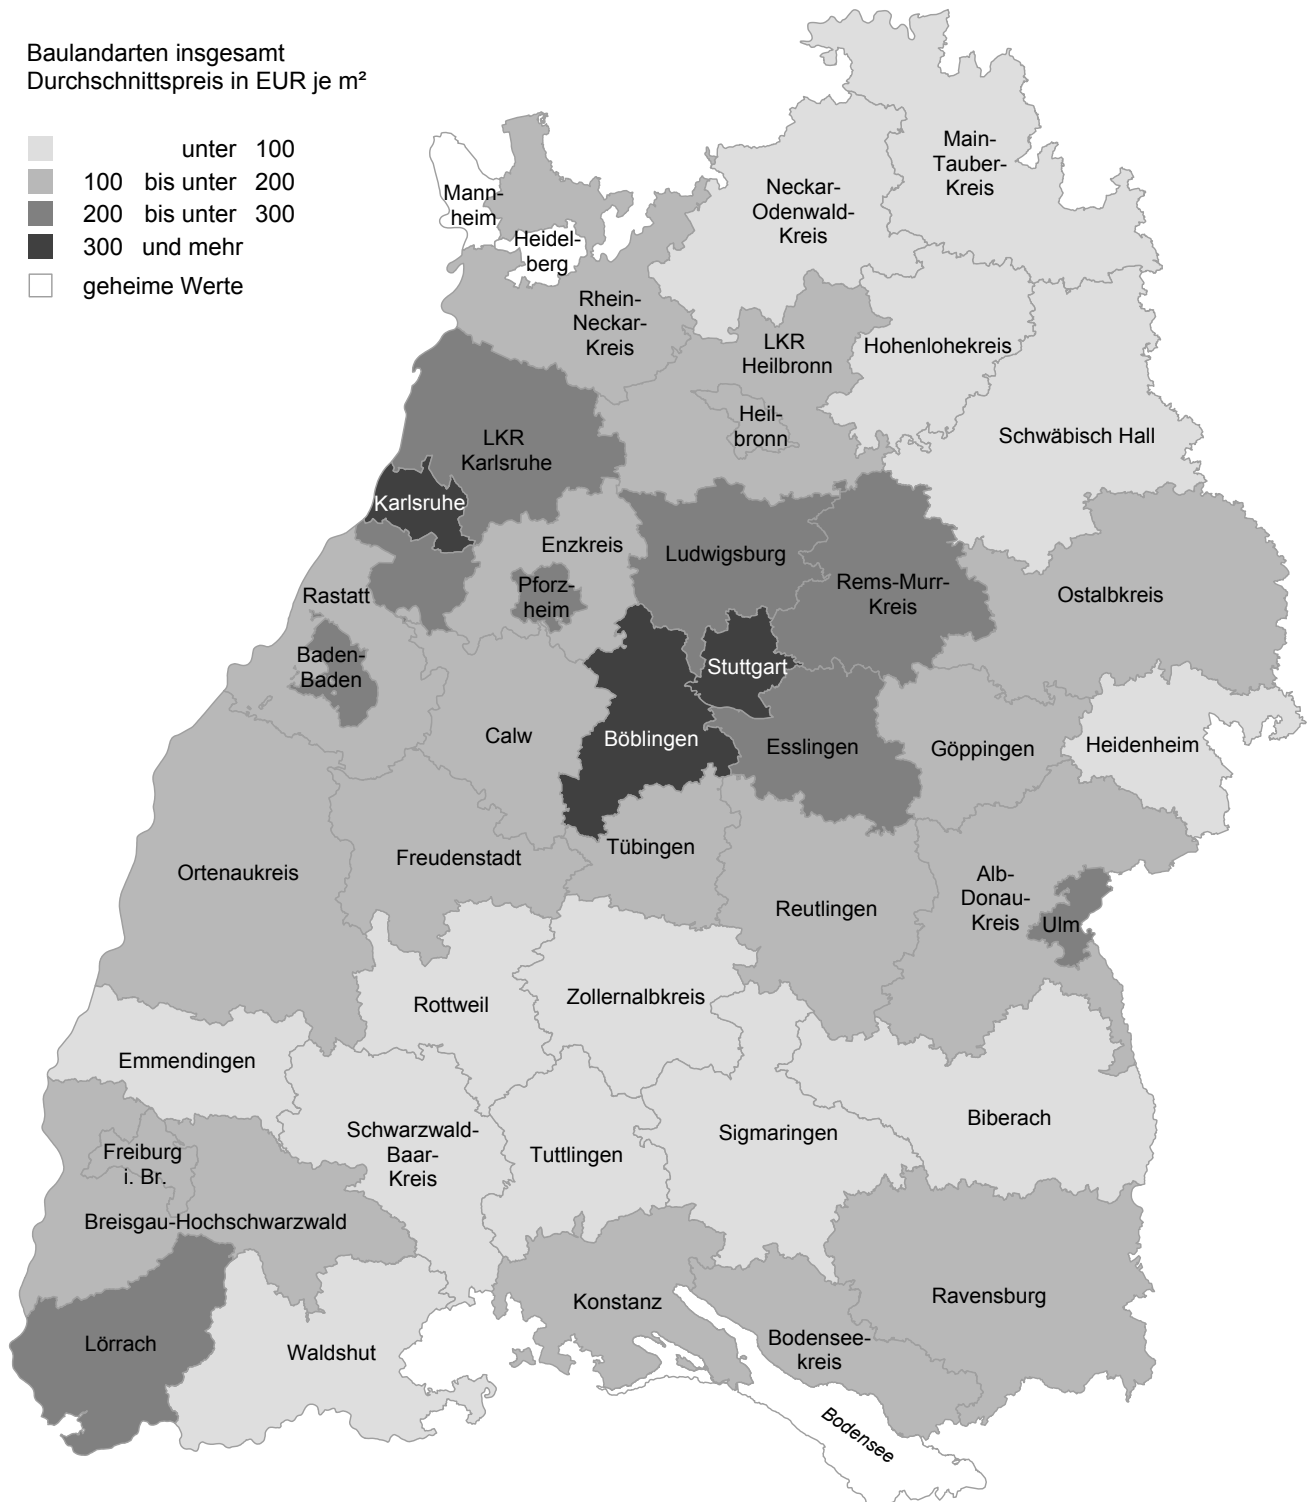 Baulandarten insgesamt
Durchschnittspreis in EUR je m²
unter 100
100 bis unter 200
200 bis unter 300
300 und mehr
geheime Werte
Main-
Tauber-
Kreis
Neckar-
Odenwald-
Kreis
Mann-
heim
Heidel-
berg
Rhein-
Neckar-
Kreis
LKR
Heilbronn
Hohenlohekreis
Heil-
bronn
Schwäbisch Hall
LKR
Karlsruhe
Karlsruhe
Enzkreis
Ludwigsburg
Pforz-
heim
Rems-Murr-
Kreis
Ostalbkreis
Rastatt
Baden-
Baden
Stuttgart
Calw
Böblingen
Esslingen
Göppingen
Heidenheim
Ortenaukreis
Freudenstadt
Tübingen
Reutlingen
Alb-
Donau-
Kreis
Ulm
Rottweil
Zollernalbkreis
Emmendingen
Biberach
Schwarzwald-
Baar-
Kreis
Tuttlingen
Sigmaringen
Freiburg
i. Br.
Breisgau-Hochschwarzwald
Konstanz
Ravensburg
Lörrach
Waldshut
Bodensee-
kreis
Bodensee